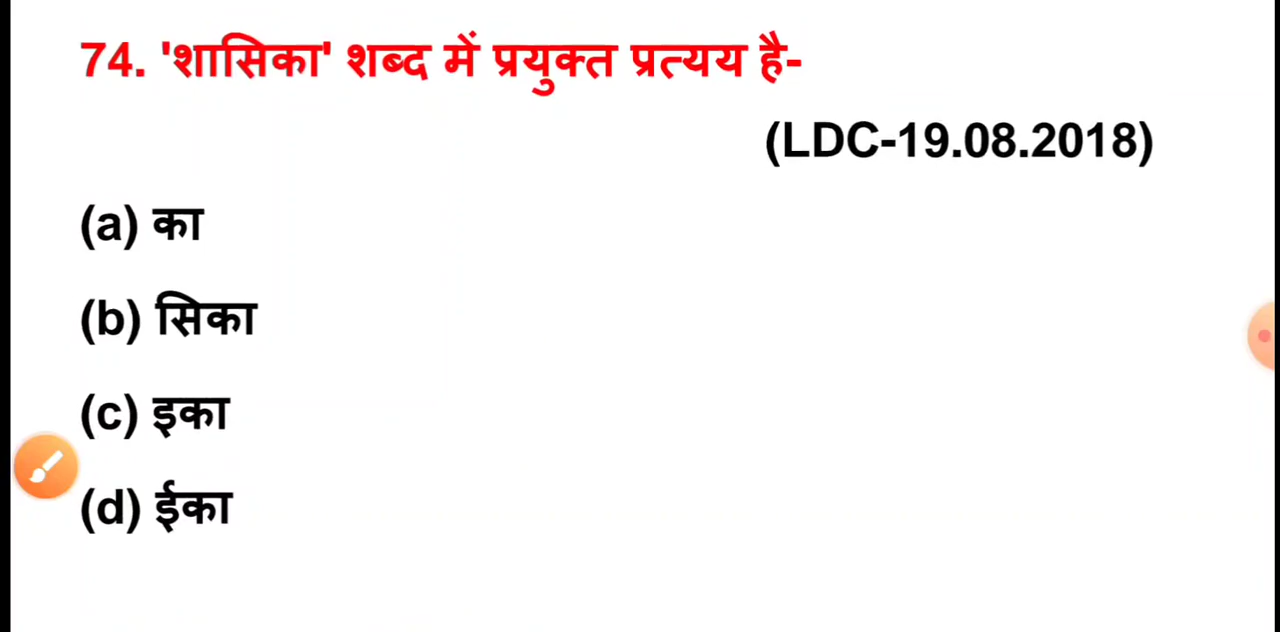 74. 'शासिका' शब्द में प्रयुक्त प्रत्यय है-
(LDC-19.08.2018)
(a) का
(b) सिका
(c) इका
(d) ईका